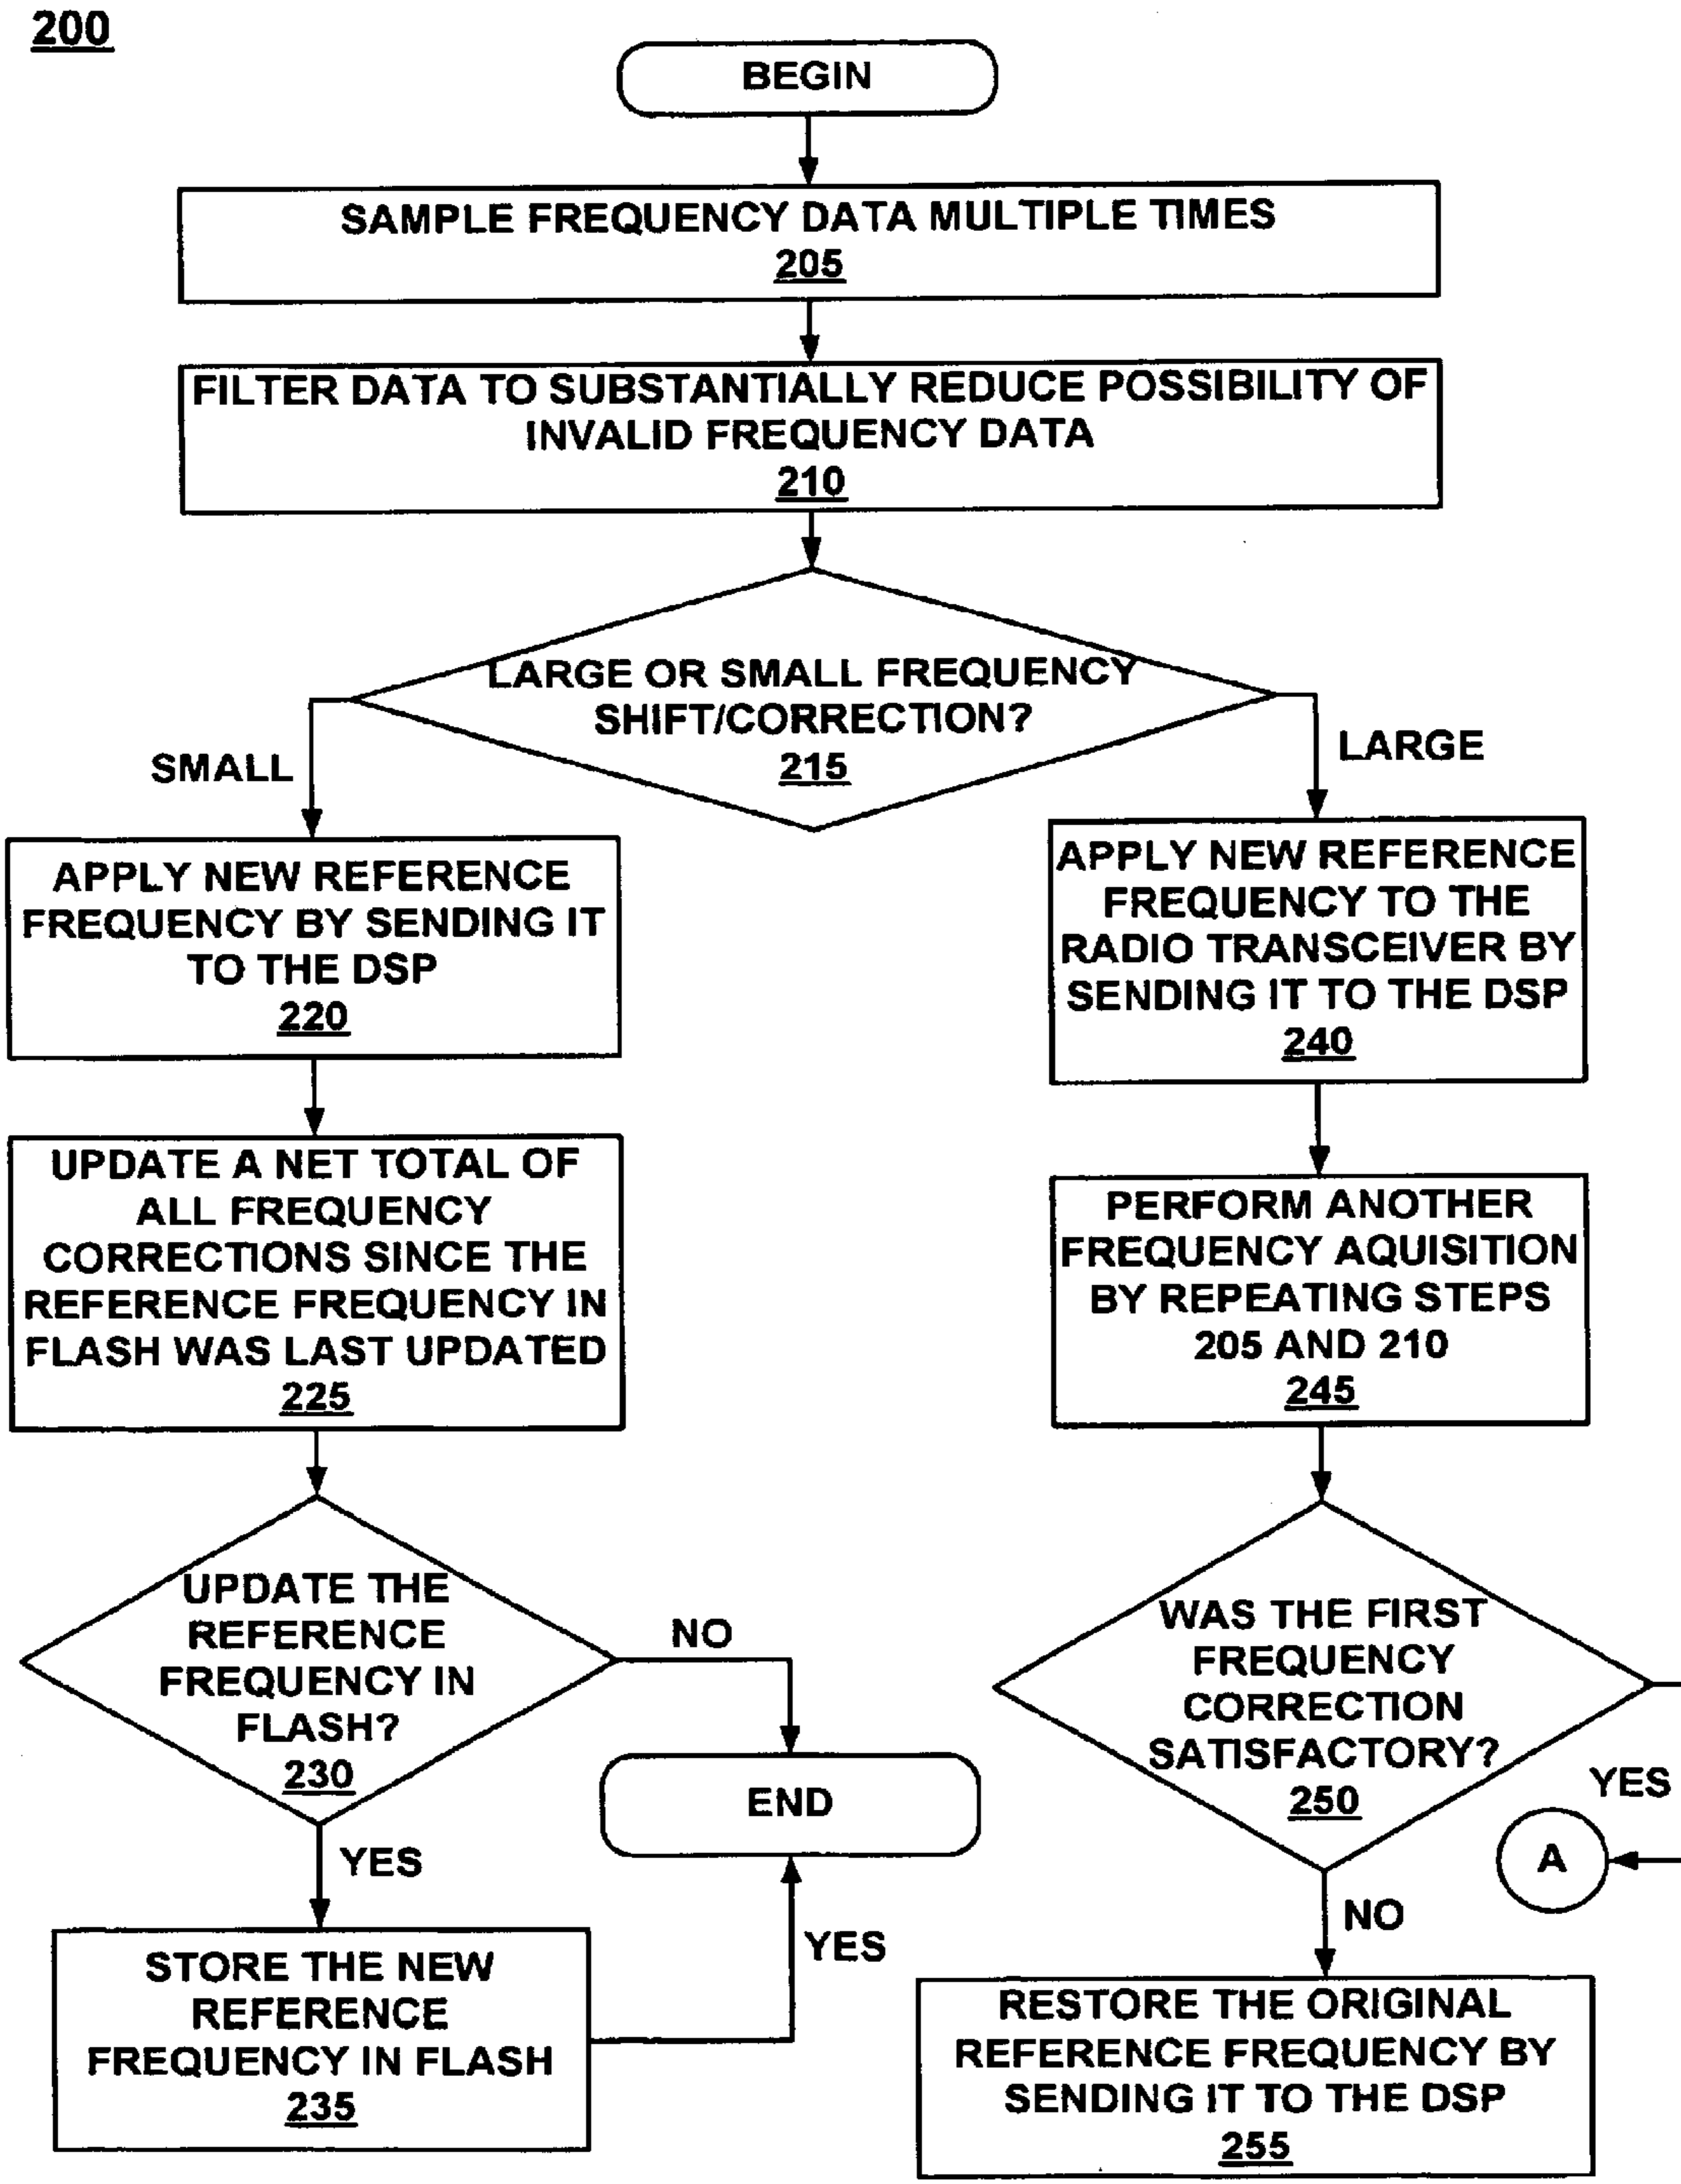 200
BEGIN
SAMPLE FREQUENCY DATA MULTIPLE TIMES
205
FILTER DATA TO SUBSTANTIALLY REDUCE POSSIBILITY OF
INVALID FREQUENCY DATA
210
LARGE OR SMALL FREQUENCY
SHIFT/CORRECTION?
215
SMALL
LARGE
APPLY NEW REFERENCE
FREQUENCY BY SENDING IT
TO THE DSP
220
APPLY NEW REFERENCE
FREQUENCY TO THE
RADIO TRANSCEIVER BY
SENDING IT TO THE DSP
240
UPDATE A NET TOTAL OF
ALL FREQUENCY
CORRECTIONS SINCE THE
REFERENCE FREQUENCY IN
FLASH WAS LAST UPDATED
225
PERFORM ANOTHER
FREQUENCY AQUISITION
BY REPEATING STEPS
205 AND 210
245
UPDATE THE
REFERENCE
FREQUENCY IN
FLASH?
230
NO
WAS THE FIRST
FREQUENCY
CORRECTION
SATISFACTORY?
250
YES
END
A
YES
NO
STORE THE NEW
REFERENCE
FREQUENCY IN FLASH
235
YES
RESTORE THE ORIGINAL
REFERENCE FREQUENCY BY
SENDING IT TO THE DSP
255